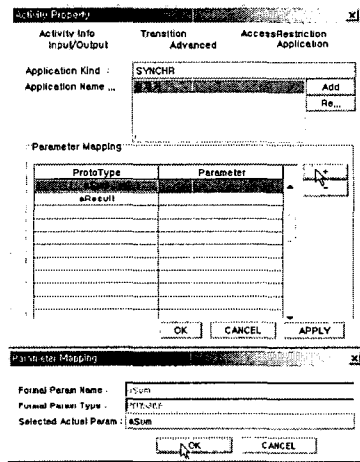 Activity Property
Activity Info Transition AccessRestriction
Input/Output Advanced Application
Application Kind : SYNCHR
Application Name ...
Add
Re...
Parameter Mapping
ProtoType Parameter
+
aResult
-
OK CANCEL APPLY
Parameter Mapping
Formal Param Name :
Formal Param Type :
Selected Actual Param : aSum
OK CANCEL